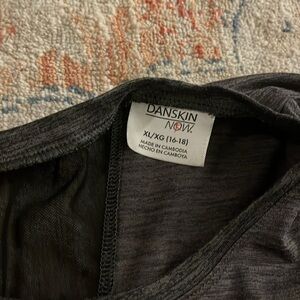 DANSKIN
NOW.
XL/XG (16-18)
MADE IN CAMBODIA
HECHO EN CAMBOYA